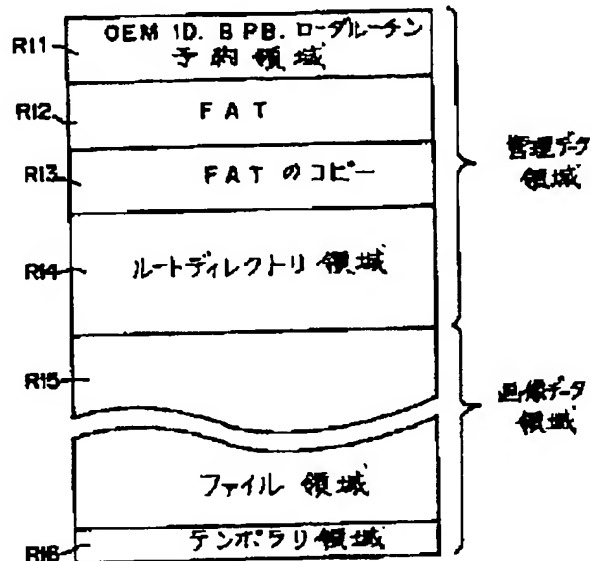 R11
OEM ID. BPB. ローダルーチン
予約領域
R12
FAT
R13
FATのコピー
管理データ
領域
R14
ルートディレクトリ領域
R15
画像データ
領域
ファイル領域
R16
テンポラリ領域